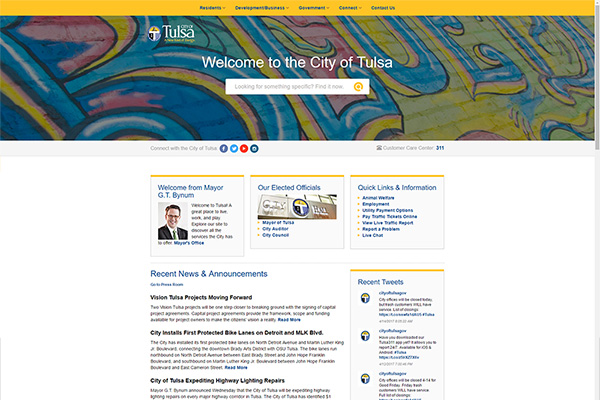 Residents Development/Business Government Connect Contact Us
CITY OF
Tulsa
Welcome to the City of Tulsa
Looking for something specific? Find it now.
Connect with the City of Tulsa
Customer Care Center 311
Welcome from Mayor
G.T. Bynum
Welcome to Tulsa! A
great place to live,
work, and play.
Explore our site to
discover all the
services the City has
to offer. Mayor's Office
Our Elected Officials
CITY HALL
Mayor of Tulsa
City Auditor
City Council
Quick Links & Information
Animal Welfare
Employment
Utility Payment Options
Pay Traffic Tickets Online
View Live Traffic Report
Report a Problem
Live Chat
Recent News & Announcements
Go to Press Room
Vision Tulsa Projects Moving Forward
Two Vision Tulsa projects will be one step closer to breaking ground with the signing of capital
project agreements. Capital project agreements provide the framework, scope and funding
available for project owners to make the citizens' vision a reality. Read More
City Installs First Protected Bike Lanes on Detroit and MLK Blvd.
The City has installed its first protected bike lanes on North Detroit Avenue and Martin Luther King
Jr. Boulevard, connecting the downtown Brady Arts District with OSU-Tulsa. The bike lanes run
northbound on North Detroit Avenue between East Brady Street and John Hope Franklin
Boulevard, and southbound on Martin Luther King Jr. Boulevard between John Hope Franklin
Boulevard and East Cameron Street. Read More
City of Tulsa Expediting Highway Lighting Repairs
Mayor G.T. Bynum announced Wednesday that the City of Tulsa will be expediting highway
lighting repairs on every major highway corridor in Tulsa. The City of Tulsa has identified $1
Recent Tweets
cityoftulsagov
City offices will be closed today,
but trash customers WILL have
service. List of closings:
#Tulsa
cityoftulsagov
Have you downloaded our
Tulsa311 app yet? It allows you to
report 24/7. Available for iOS &
Android. #Tulsa
cityoftulsagov
City offices will be closed 4/14 for
Good Friday. Friday trash
customers WILL have service.
Full list of closings: